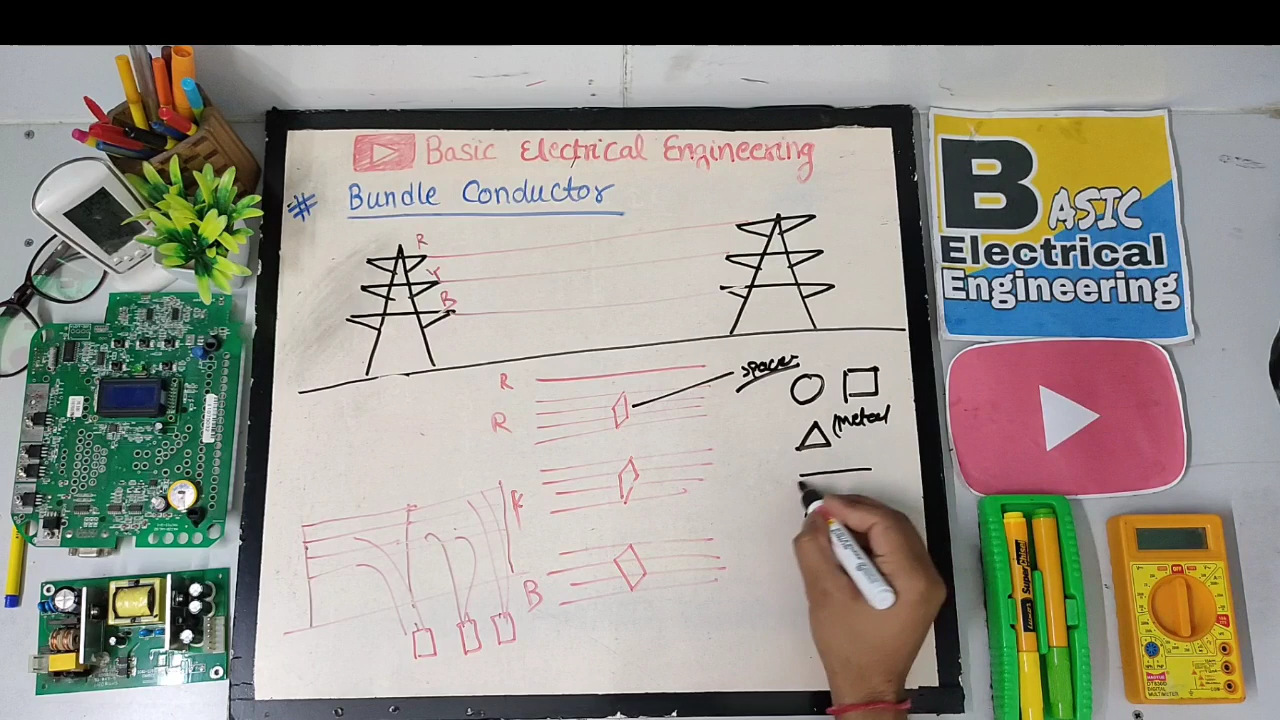 Basic Electrical Engineering
# Bundle Conductor
R
Y
B
R
spacer
R
metal
B
BASIC
Electrical
Engineering